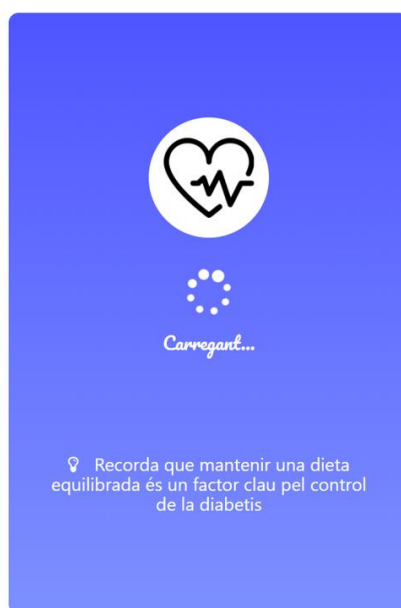 Carregant...
Recorda que mantenir una dieta
equilibrada és un factor clau pel control
de la diabetis